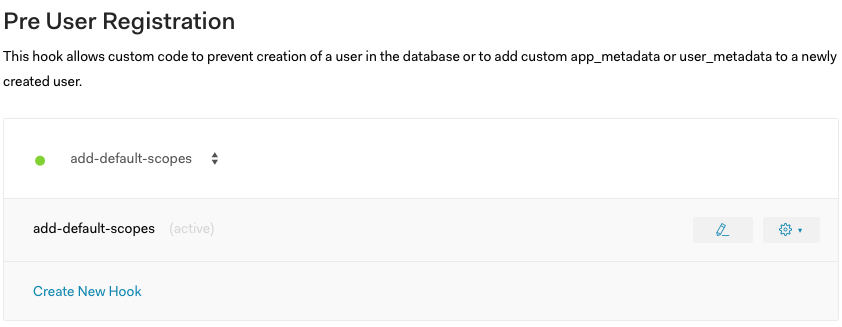 Pre User Registration
This hook allows custom code to prevent creation of a user in the database or to add custom app_metadata or user_metadata to a newly
created user.
add-default-scopes
add-default-scopes (active)
Create New Hook